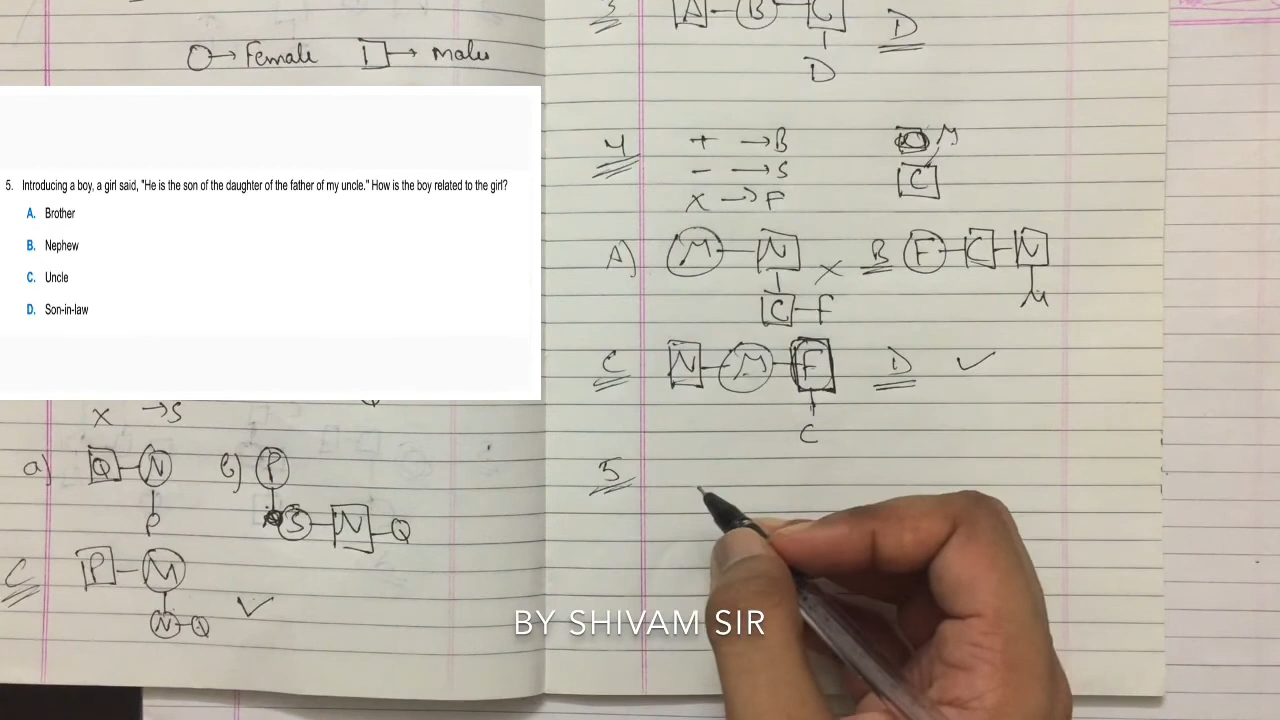 ○→ Female □→ males
5. Introducing a boy, a girl said, "He is the son of the daughter of the father of my uncle." How is the boy related to the girl?
A. Brother
B. Nephew
C. Uncle
D. Son-in-law
X →S
a) Q N b) P
P S N Q
C P M
N Q
3 A B C D
D
4 + →B M
- →S C
X →F
A) M N X B F C N
C F M
C N M F D ✓
C
5
BY SHIVAM SIR